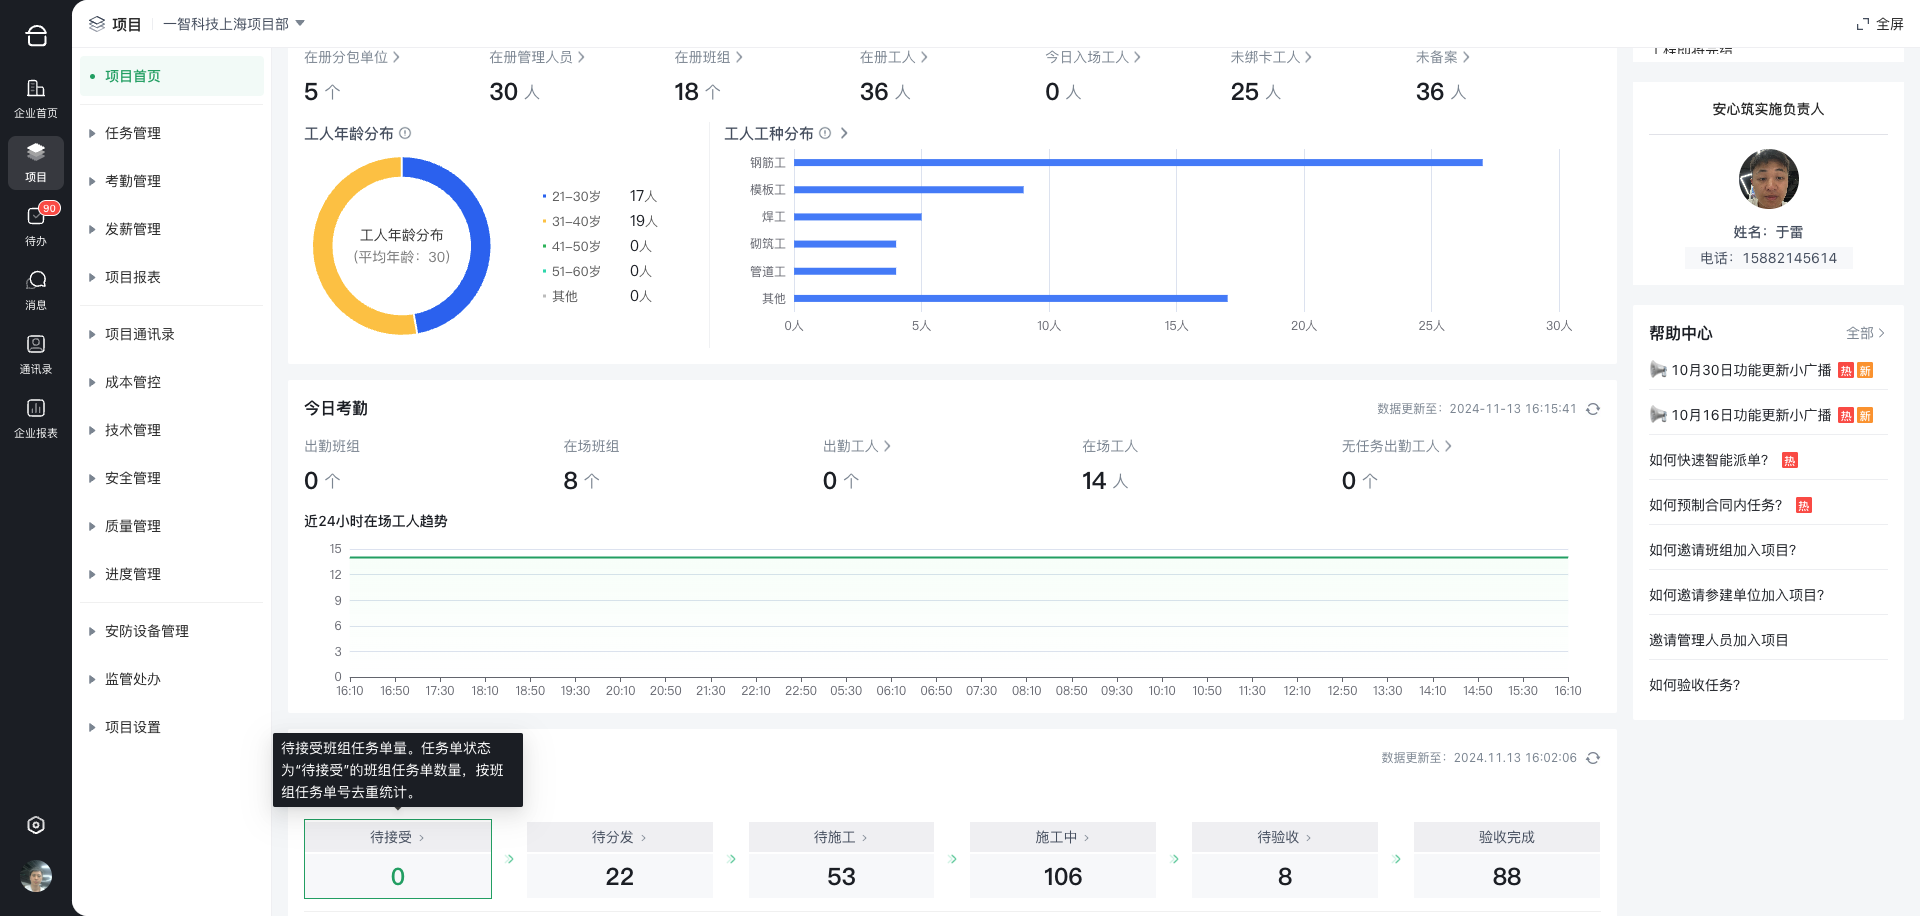 项目
一智科技上海项目部
全屏
企业首页
项目
90
待办
消息
通讯录
企业报表
项目首页
任务管理
考勤管理
发薪管理
项目报表
项目通讯录
成本管控
技术管理
安全管理
质量管理
进度管理
安防设备管理
监管处办
项目设置
在册分包单位
5 个
在册管理人员
30 人
在册班组
18 个
在册工人
36 人
今日入场工人
0 人
未绑卡工人
25 人
未备案
36 人
工人年龄分布
工人年龄分布
(平均年龄：30)
21-30岁 17人
31-40岁 19人
41-50岁 0人
51-60岁 0人
其他 0人
工人工种分布
钢筋工
模板工
焊工
砌筑工
管道工
其他
0人 5人 10人 15人 20人 25人 30人
今日考勤
数据更新至：2024-11-13 16:15:41
出勤班组
0 个
在场班组
8 个
出勤工人
0 个
在场工人
14 人
无任务出勤工人
0 个
近24小时在场工人趋势
15
12
9
6
3
0
16:10 16:50 17:30 18:10 18:50 19:30 20:10 20:50 21:30 22:10 22:50 05:30 06:10 06:50 07:30 08:10 08:50 09:30 10:10 10:50 11:30 12:10 12:50 13:30 14:10 14:50 15:30 16:10
待接受班组任务单量。任务单状态
为“待接受”的班组任务单数量，按班
组任务单号去重统计。
数据更新至：2024.11.13 16:02:06
待接受
0
待分发
22
待施工
53
施工中
106
待验收
8
验收完成
88
工程即将完结
安心筑实施负责人
姓名：于雷
电话：15882145614
帮助中心
全部
10月30日功能更新小广播 热 新
10月16日功能更新小广播 热 新
如何快速智能派单? 热
如何预制合同内任务? 热
如何邀请班组加入项目?
如何邀请参建单位加入项目?
邀请管理人员加入项目
如何验收任务?